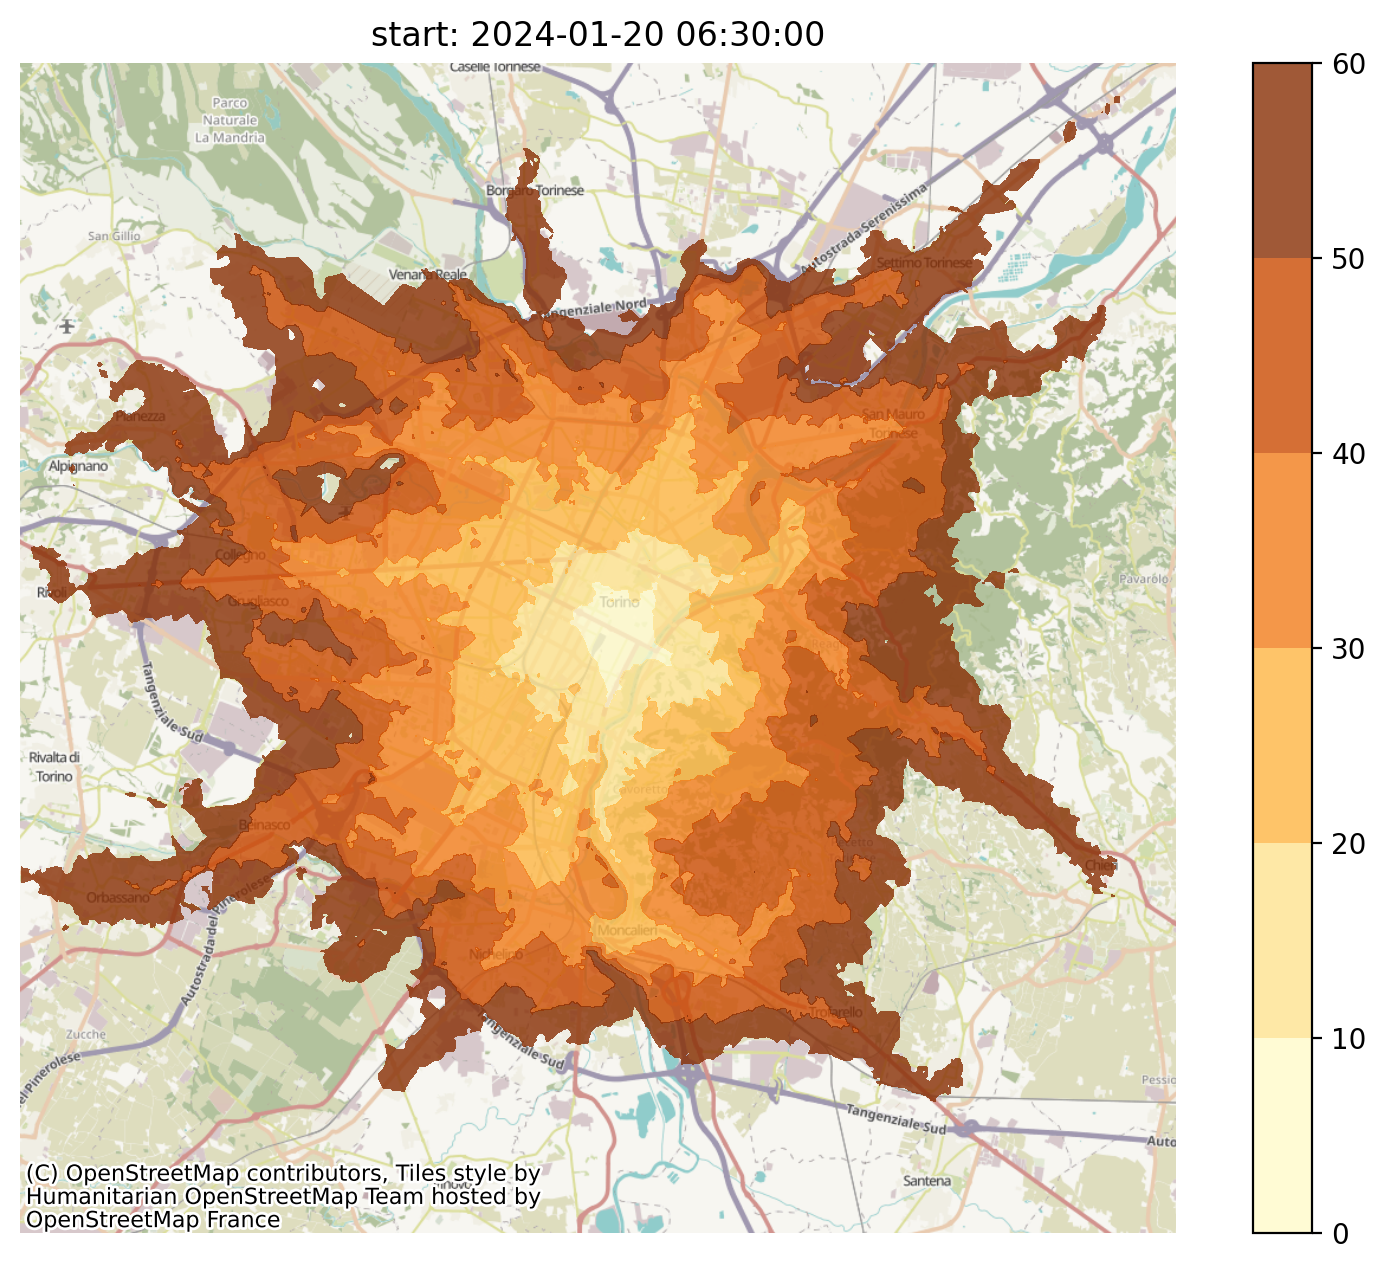 start: 2024-01-20 06:30:00
Caselle Torinese
Parco
Naturale
La Mandria
Borgaro Torinese
Autostrada Serenissima
San Gillio
Venaria Reale
Settimo Torinese
Tangenziale Nord
Pianezza
San Mauro
Torinese
Alpignano
Collegno
Pavarolo
Rivoli
Grugliasco
Torino
Tangenziale Sud
Rivalta di
Torino
Cavoretto
Beinasco
Chieri
Orbassano
Autostrada del Pinerolese
Moncalieri
Nichelino
Trofarello
Zucche
Tangenziale Sud
Pessio
Tangenziale Sud
Auto
Santena
(C) OpenStreetMap contributors, Tiles style by
Humanitarian OpenStreetMap Team hosted by
OpenStreetMap France
60
50
40
30
20
10
0